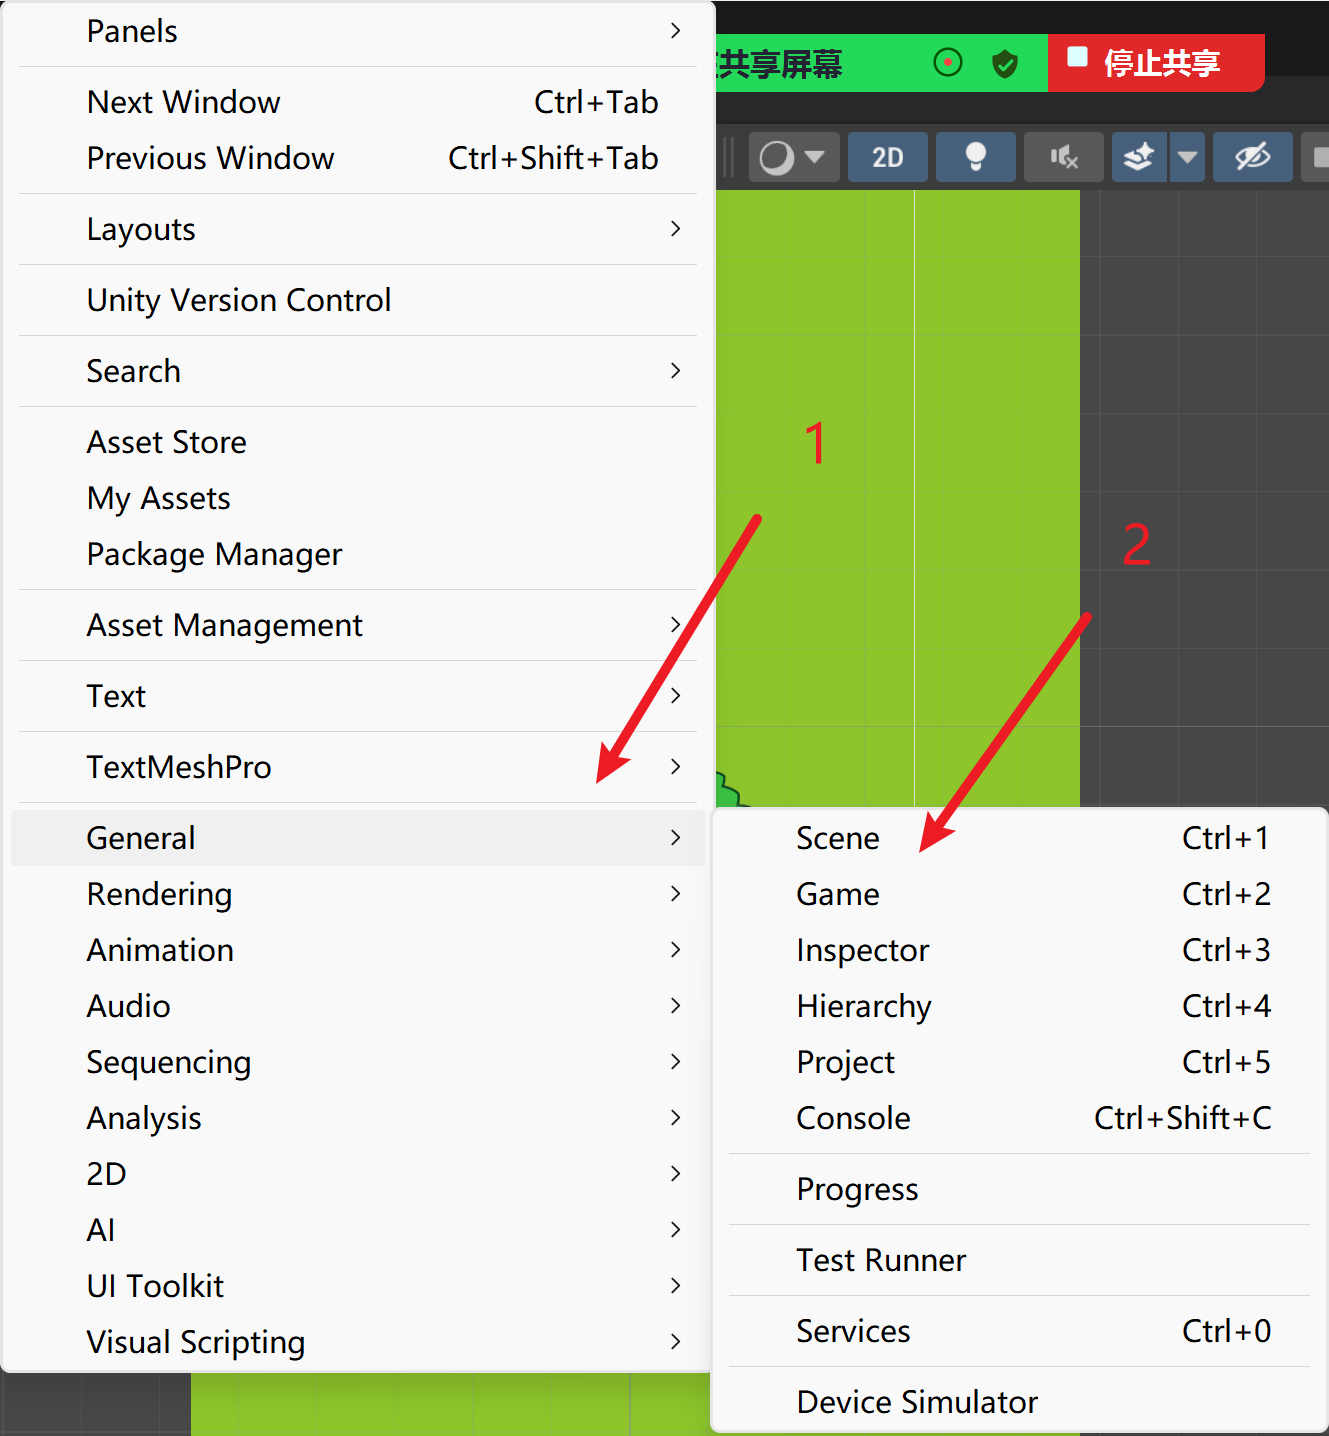 Panels
共享屏幕
停止共享
Next Window Ctrl+Tab
Previous Window Ctrl+Shift+Tab
2D
Layouts
Unity Version Control
Search
Asset Store
1
My Assets
Package Manager
2
Asset Management
Text
TextMeshPro
General
Rendering
Animation
Audio
Sequencing
Analysis
2D
AI
UI Toolkit
Visual Scripting
Scene Ctrl+1
Game Ctrl+2
Inspector Ctrl+3
Hierarchy Ctrl+4
Project Ctrl+5
Console Ctrl+Shift+C
Progress
Test Runner
Services Ctrl+0
Device Simulator